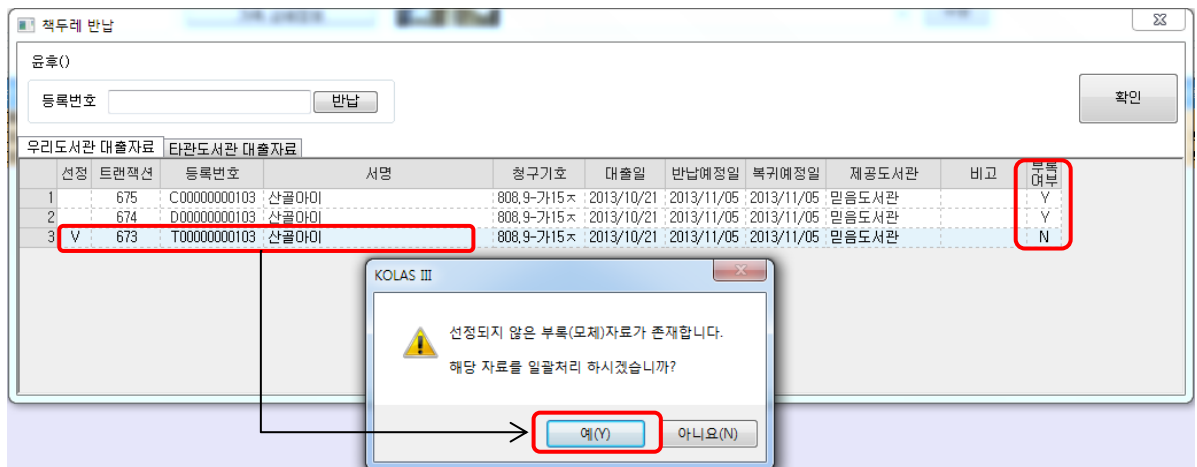 책두레 반납
윤후()
등록번호 반납 확인
우리도서관 대출자료 타관도서관 대출자료
선정 트랜잭션 등록번호 서명 청구기호 대출일 반납예정일 복귀예정일 제공도서관 비고 부록여부
1 675 C00000000103 산골아이 808,9-가15ㅈ 2013/10/21 2013/11/05 2013/11/05 믿음도서관 Y
2 674 D00000000103 산골아이 808,9-가15ㅈ 2013/10/21 2013/11/05 2013/11/05 믿음도서관 Y
3 V 673 T00000000103 산골아이 808,9-가15ㅈ 2013/10/21 2013/11/05 2013/11/05 믿음도서관 N
KOLAS III
선정되지 않은 부록(모체)자료가 존재합니다.
해당 자료를 일괄처리 하시겠습니까?
예(Y) 아니요(N)